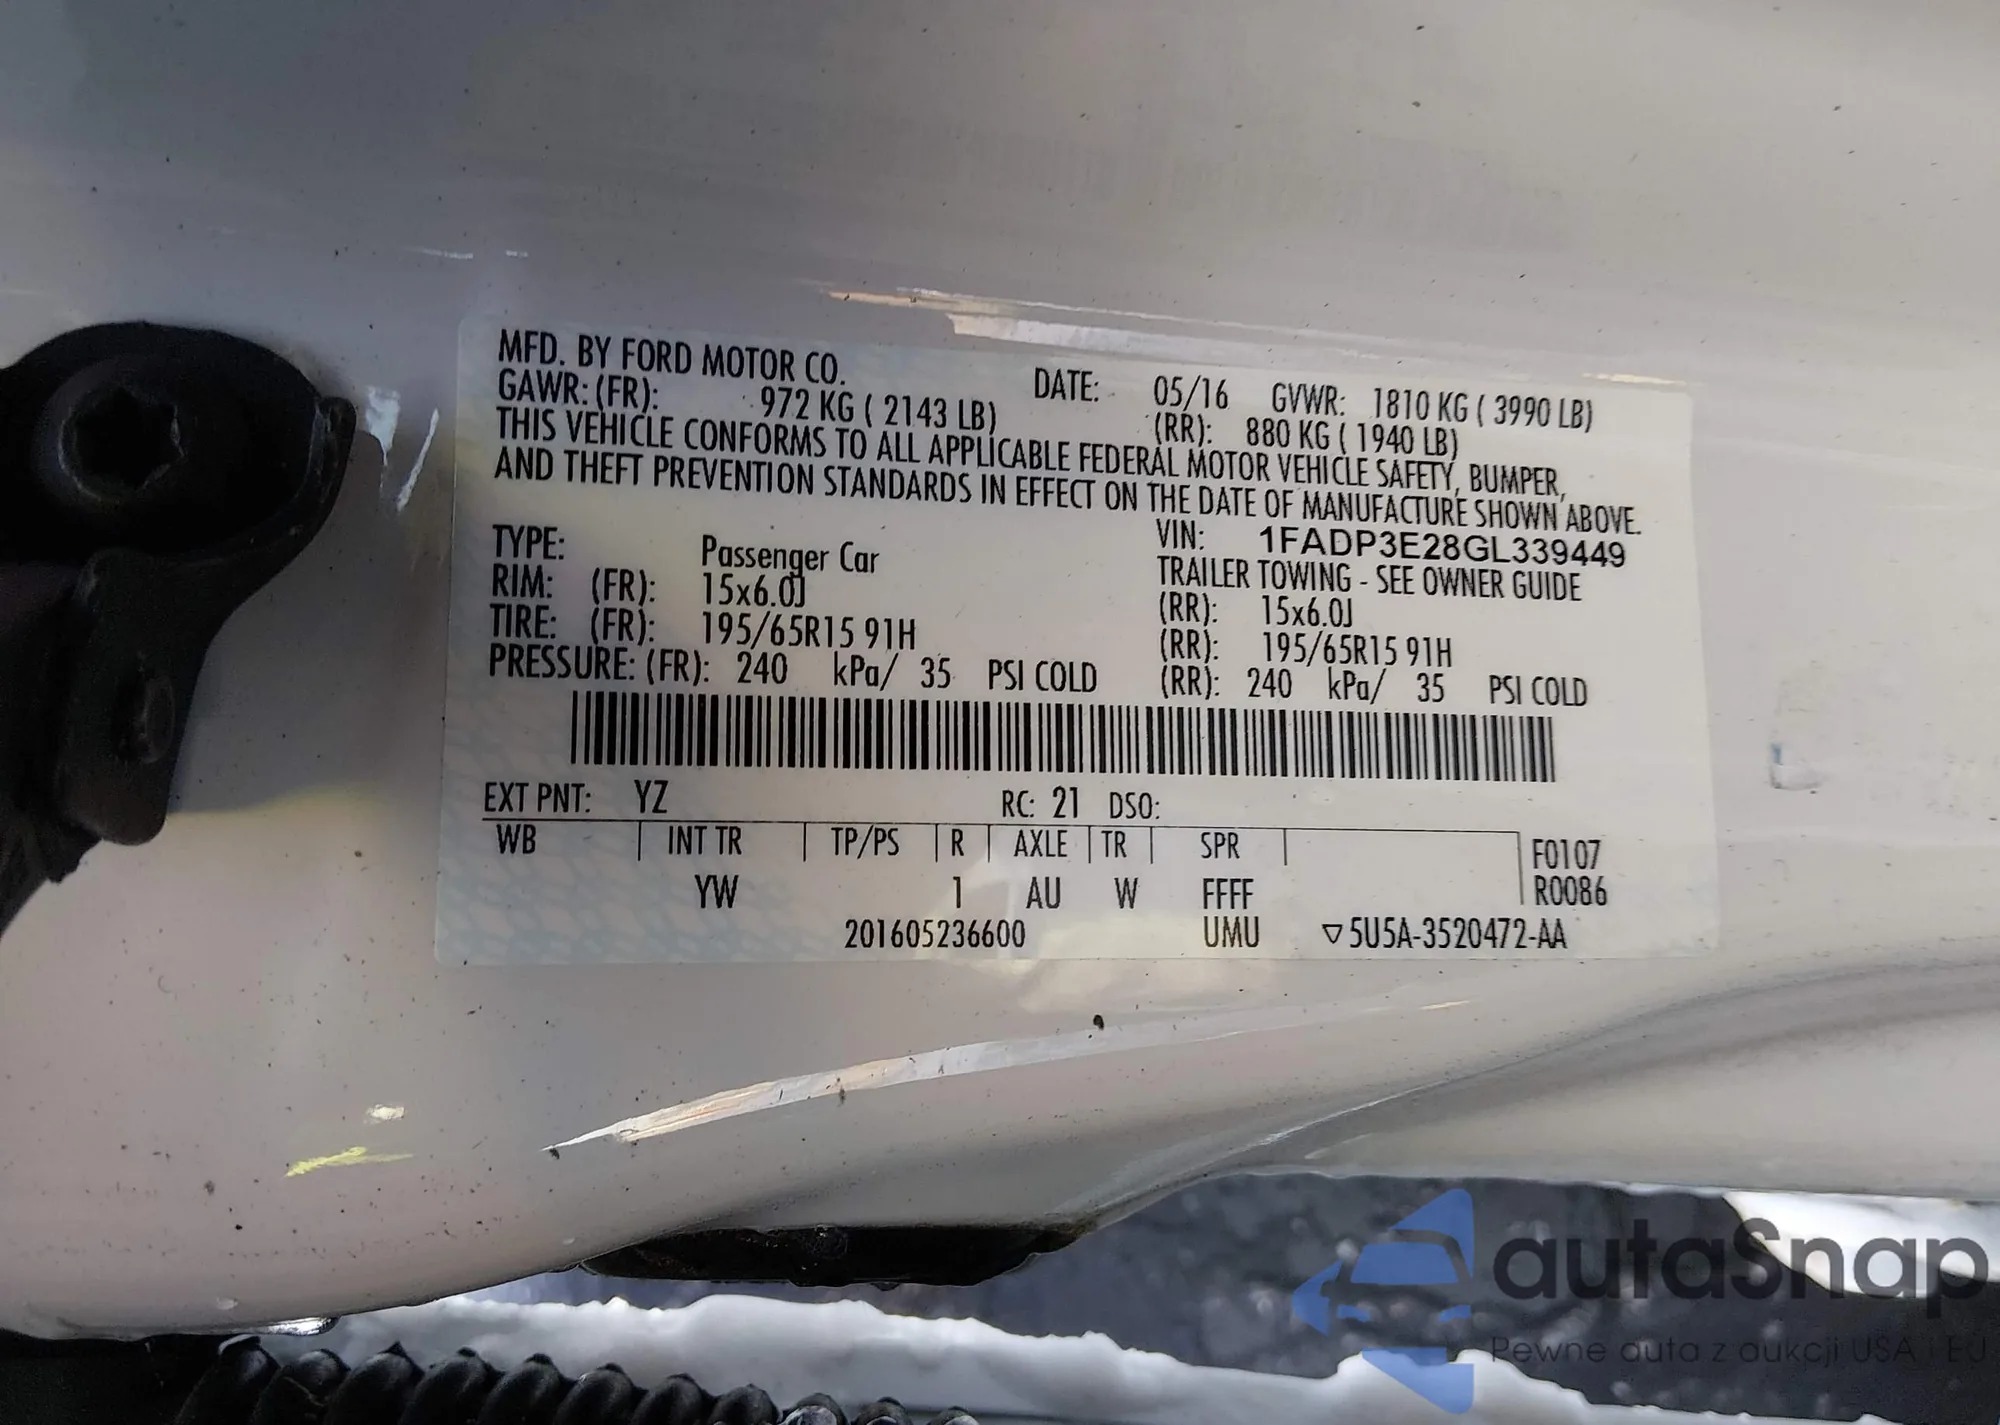 MFD. BY FORD MOTOR CO. DATE: 05/16 GVWR: 1810 KG ( 3990 LB)
GAWR: (FR): 972 KG ( 2143 LB) (RR): 880 KG ( 1940 LB)
THIS VEHICLE CONFORMS TO ALL APPLICABLE FEDERAL MOTOR VEHICLE SAFETY, BUMPER,
AND THEFT PREVENTION STANDARDS IN EFFECT ON THE DATE OF MANUFACTURE SHOWN ABOVE.
VIN: 1FADP3E28GL339449
TYPE: Passenger Car TRAILER TOWING - SEE OWNER GUIDE
RIM: (FR): 15x6.0J (RR): 15x6.0J
TIRE: (FR): 195/65R15 91H (RR): 195/65R15 91H
PRESSURE: (FR): 240 kPa/ 35 PSI COLD (RR): 240 kPa/ 35 PSI COLD
EXT PNT: YZ RC: 21 DSO:
WB INT TR TP/PS R AXLE TR SPR F0107
YW 1 AU W FFFF R0086
201605236600 UMU ▽5U5A-3520472-AA
autaSnap
Pewne auta z aukcji USA i EU